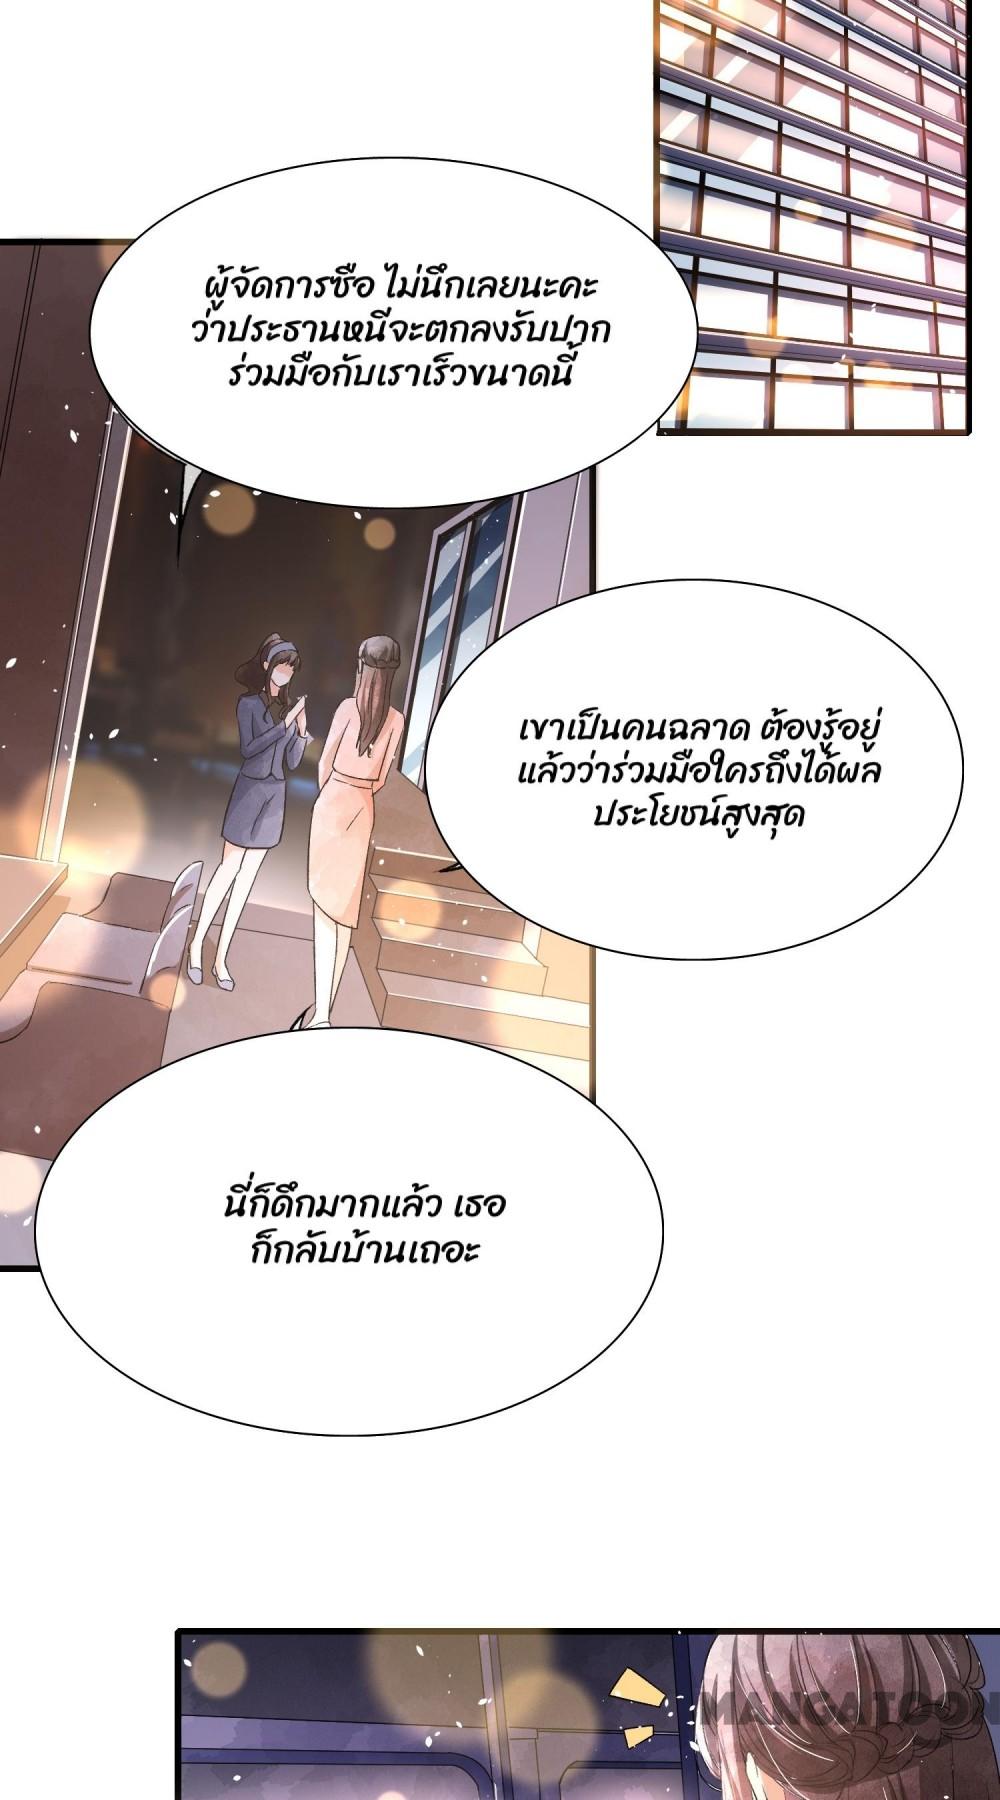 ผู้จัดการซือ ไม่นึกเลยนะคะ
ว่าประธานหนีจะตกลงรับปาก
ร่วมมือกับเราเร็วขนาดนี้
เขาเป็นคนฉลาด ต้องรู้อยู่
แล้วว่าร่วมมือใครถึงได้ผล
ประโยชน์สูงสุด
นี่ก็ดึกมากแล้ว เธอ
ก็กลับบ้านเถอะ
MANGATOON